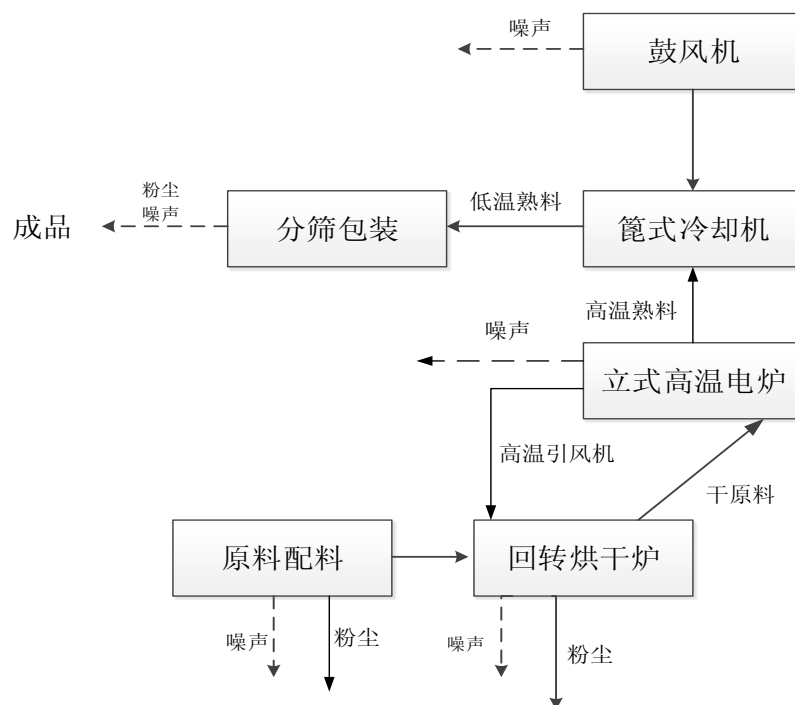 噪声
鼓风机
粉尘
噪声
成品
分筛包装
低温熟料
篦式冷却机
高温熟料
噪声
立式高温电炉
高温引风机
干原料
原料配料
回转烘干炉
噪声
粉尘
噪声
粉尘